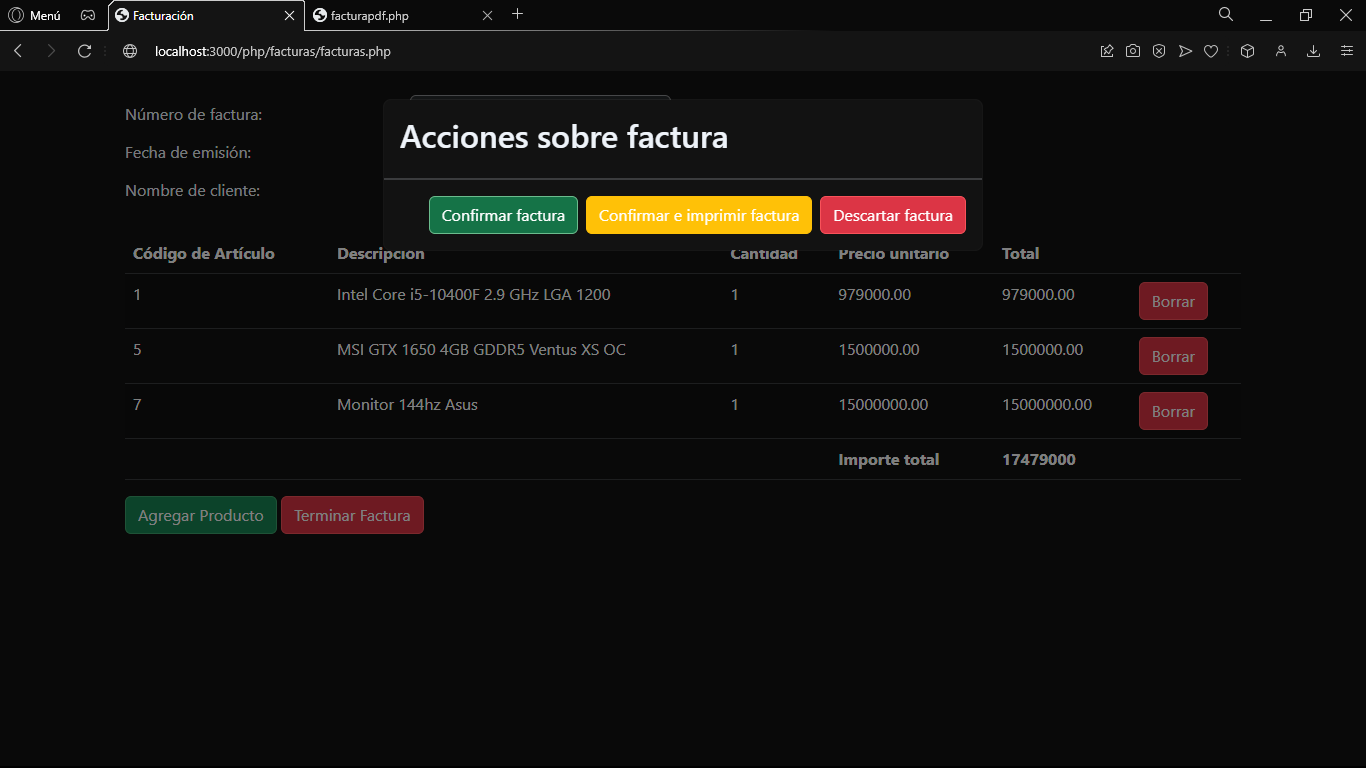 Menú
Facturación
facturapdf.php
localhost:3000/php/facturas/facturas.php
Número de factura:
Acciones sobre factura
Fecha de emisión:
Nombre de cliente:
Confirmar factura Confirmar e imprimir factura Descartar factura
Código de Artículo Descripción Cantidad Precio unitario Total
1 Intel Core i5-10400F 2.9 GHz LGA 1200 1 979000.00 979000.00 Borrar
5 MSI GTX 1650 4GB GDDR5 Ventus XS OC 1 1500000.00 1500000.00 Borrar
7 Monitor 144hz Asus 1 15000000.00 15000000.00 Borrar
Importe total 17479000
Agregar Producto Terminar Factura